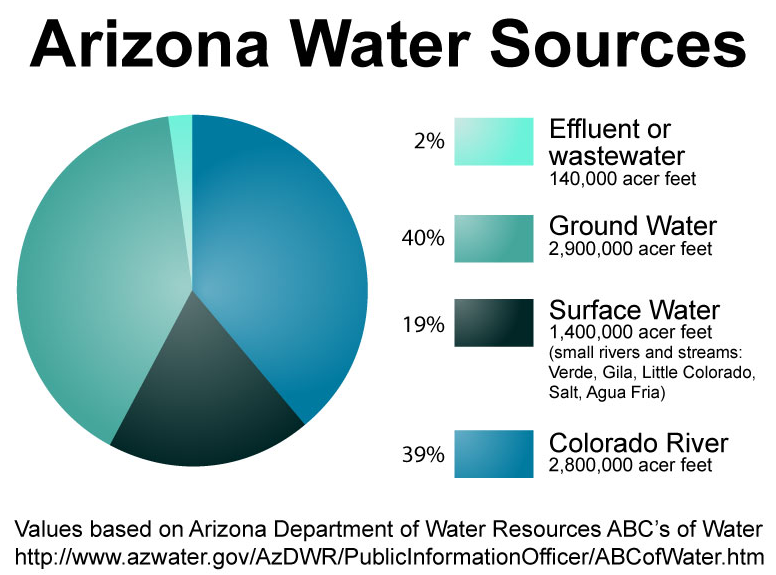 Arizona Water Sources
2%
Effluent or
wastewater
140,000 acer feet
40%
Ground Water
2,900,000 acer feet
19%
Surface Water
1,400,000 acer feet
(small rivers and streams:
Verde, Gila, Little Colorado,
Salt, Agua Fria)
39%
Colorado River
2,800,000 acer feet
Values based on Arizona Department of Water Resources ABC's of Water
http://www.azwater.gov/AzDWR/PublicInformationOfficer/ABCofWater.htm